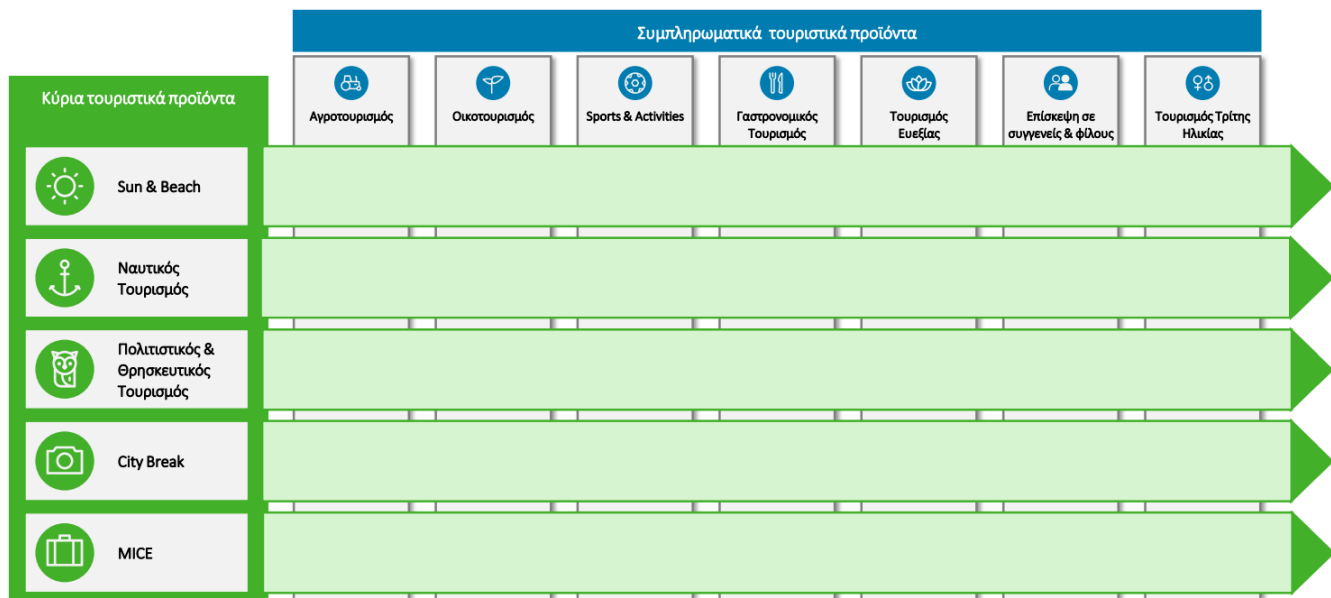 Συμπληρωματικά τουριστικά προϊόντα
Κύρια τουριστικά προϊόντα
Αγροτουρισμός
Οικοτουρισμός
Sports & Activities
Γαστρονομικός
Τουρισμός
Τουρισμός
Ευεξίας
Επίσκεψη σε
συγγενείς & φίλους
Τουρισμός Τρίτης
Ηλικίας
Sun & Beach
Ναυτικός
Τουρισμός
Πολιτιστικός &
Θρησκευτικός
Τουρισμός
City Break
MICE